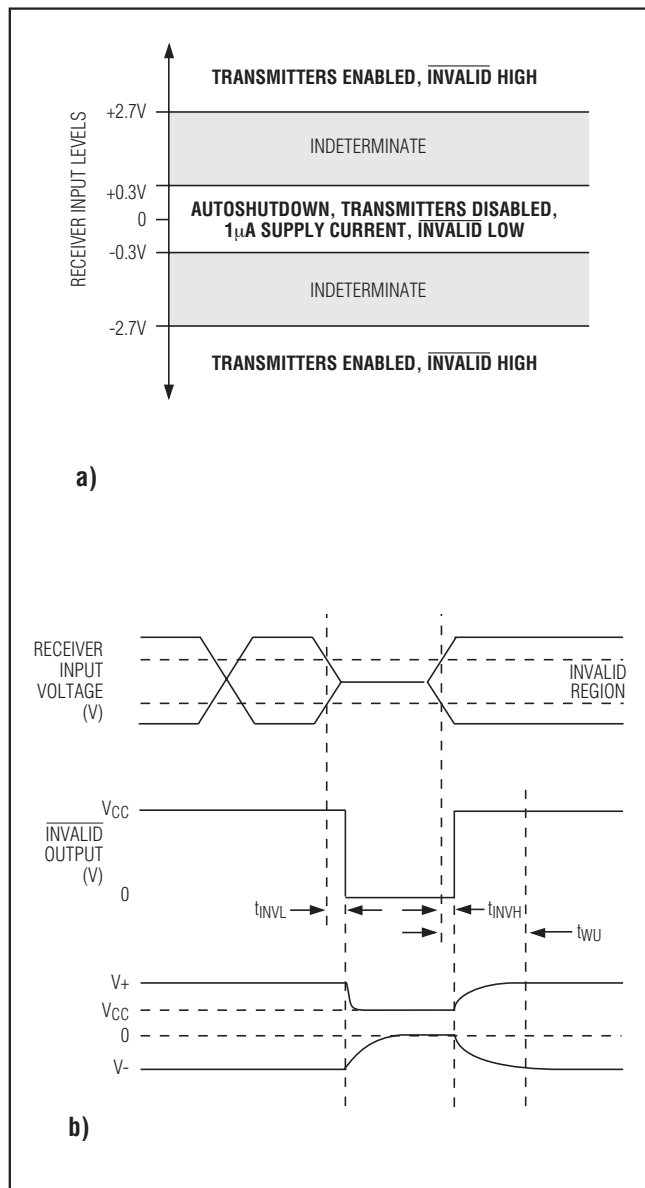 TRANSMITTERS ENABLED, INVALID HIGH
RECEIVER INPUT LEVELS
+2.7V
INDETERMINATE
+0.3V
AUTOSHUTDOWN, TRANSMITTERS DISABLED,
0
1μA SUPPLY CURRENT, INVALID LOW
-0.3V
INDETERMINATE
-2.7V
TRANSMITTERS ENABLED, INVALID HIGH
a)
RECEIVER
INPUT
VOLTAGE
(V)
INVALID
REGION
VCC
INVALID
OUTPUT
(V)
0
tINVL
tINVH
tWU
V+
VCC
0
V-
b)